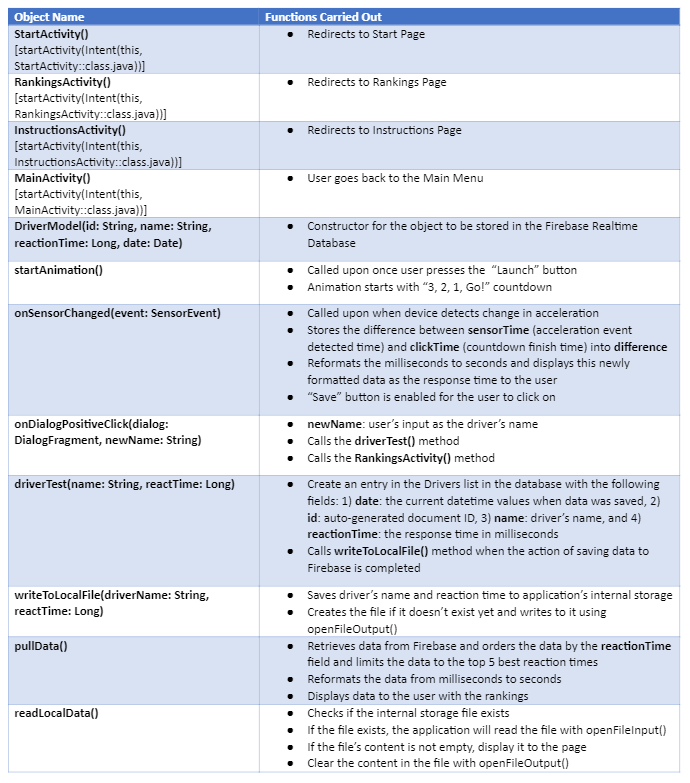 Object Name
Functions Carried Out
StartActivity()
[startActivity(Intent(this,
StartActivity::class.java))]
● Redirects to Start Page
RankingsActivity()
[startActivity(Intent(this,
RankingsActivity::class.java))]
● Redirects to Rankings Page
InstructionsActivity()
[startActivity(Intent(this,
InstructionsActivity::class.java))]
● Redirects to Instructions Page
MainActivity()
[startActivity(Intent(this,
MainActivity::class.java))]
● User goes back to the Main Menu
DriverModel(id: String, name: String,
reactionTime: Long, date: Date)
● Constructor for the object to be stored in the Firebase Realtime
Database
startAnimation()
● Called upon once user presses the “Launch” button
● Animation starts with “3, 2, 1, Go!” countdown
onSensorChanged(event: SensorEvent)
● Called upon when device detects change in acceleration
● Stores the difference between sensorTime (acceleration event
detected time) and clickTime (countdown finish time) into difference
● Reformats the milliseconds to seconds and displays this newly
formatted data as the response time to the user
● “Save” button is enabled for the user to click on
onDialogPositiveClick(dialog:
DialogFragment, newName: String)
● newName: user’s input as the driver’s name
● Calls the driverTest() method
● Calls the RankingsActivity() method
driverTest(name: String, reactTime: Long)
● Create an entry in the Drivers list in the database with the following
fields: 1) date: the current datetime values when data was saved, 2)
id: auto-generated document ID, 3) name: driver’s name, and 4)
reactionTime: the response time in milliseconds
● Calls writeToLocalFile() method when the action of saving data to
Firebase is completed
writeToLocalFile(driverName: String,
reactTime: Long)
● Saves driver’s name and reaction time to application’s internal storage
● Creates the file if it doesn’t exist yet and writes to it using
openFileOutput()
pullData()
● Retrieves data from Firebase and orders the data by the reactionTime
field and limits the data to the top 5 best reaction times
● Reformats the data from milliseconds to seconds
● Displays data to the user with the rankings
readLocalData()
● Checks if the internal storage file exists
● If the file exists, the application will read the file with openFileInput()
● If the file’s content is not empty, display it to the page
● Clear the content in the file with openFileOutput()